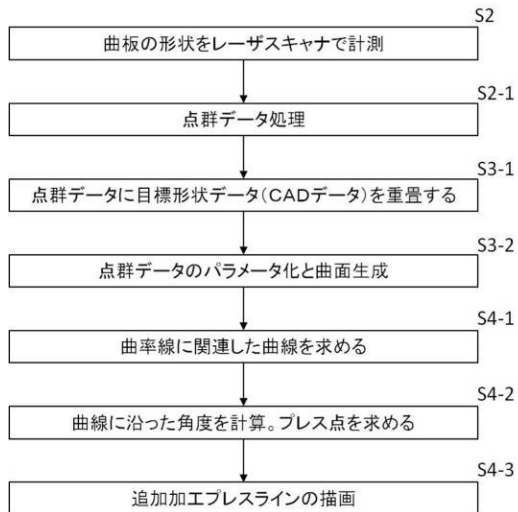 S2
曲板の形状をレーザスキャナで計測
S2-1
点群データ処理
S3-1
点群データに目標形状データ(CADデータ)を重畳する
S3-2
点群データのパラメータ化と曲面生成
S4-1
曲率線に関連した曲線を求める
S4-2
曲線に沿った角度を計算。プレス点を求める
S4-3
追加加工プレスラインの描画